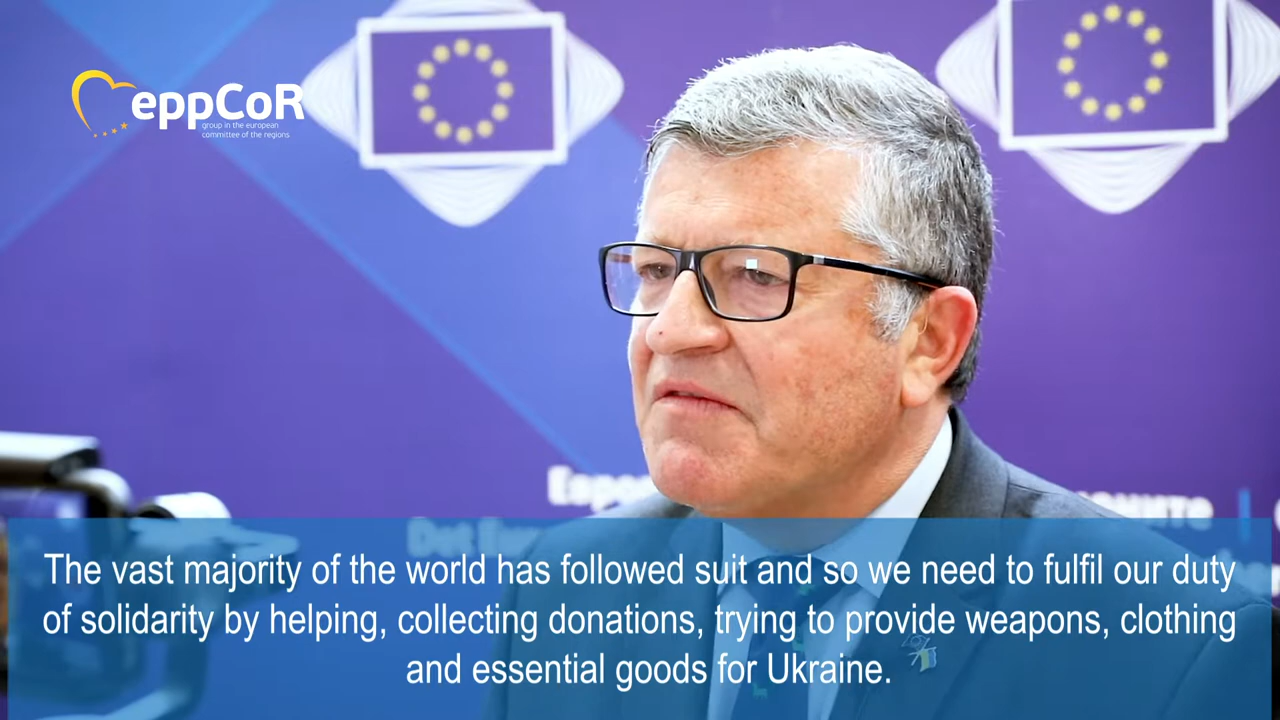 eppCoR
group in the european
committee of the regions
The vast majority of the world has followed suit and so we need to fulfil our duty
of solidarity by helping, collecting donations, trying to provide weapons, clothing
and essential goods for Ukraine.